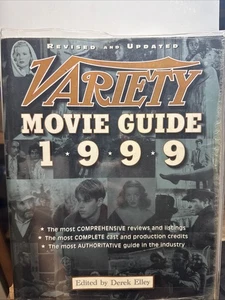 REVISED AND UPDATED
VARIETY
MOVIE GUIDE
1•9•9•9
• The most COMPREHENSIVE reviews and listings
• The most COMPLETE cast and production credits
• The most AUTHORITATIVE guide in the industry
Edited by Derek Elley